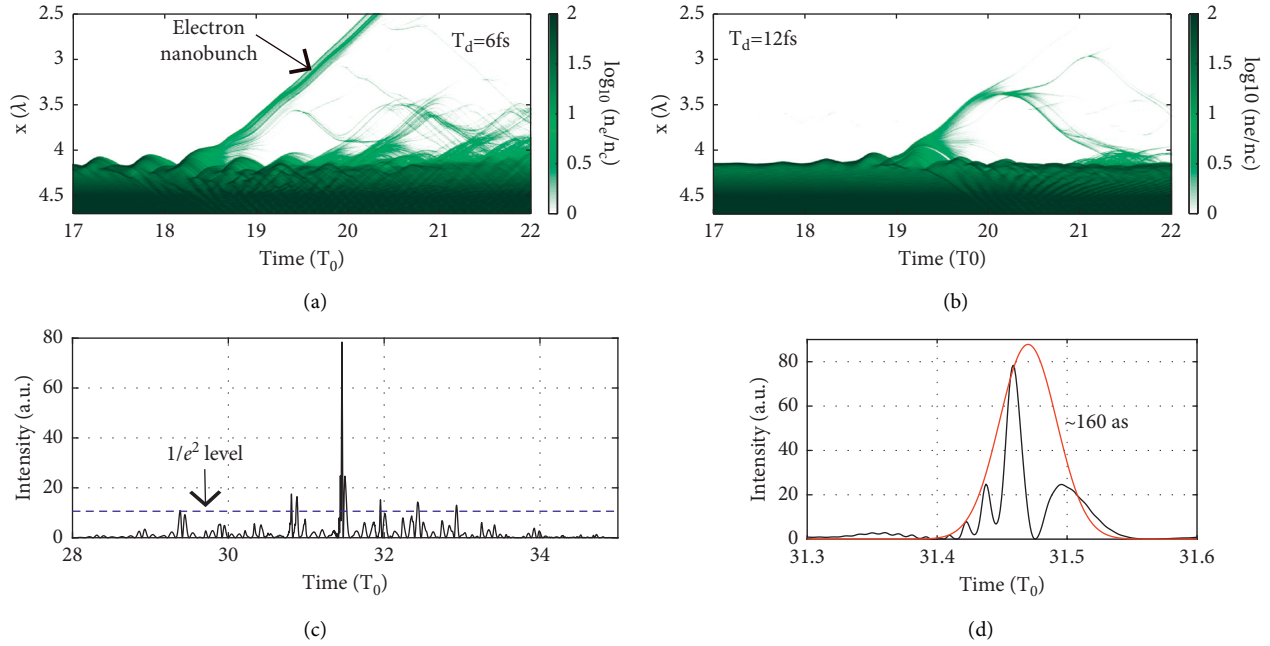 Electron
nanobunch
T_d=6fs
2.5
3
3.5
4
4.5
x (λ)
17
18
19
20
21
22
Time (T_0)
2
1.5
1
0.5
0
log_10 (n_e/n_c)
(a)
T_d=12fs
2.5
3
3.5
4
4.5
x (λ)
17
18
19
20
21
22
Time (T0)
2
1.5
1
0.5
0
log10 (ne/nc)
(b)
80
60
40
20
0
Intensity (a.u.)
1/e² level
28
30
32
34
Time (T_0)
(c)
80
60
40
20
0
Intensity (a.u.)
~160 as
31.3
31.4
31.5
31.6
Time (T_0)
(d)